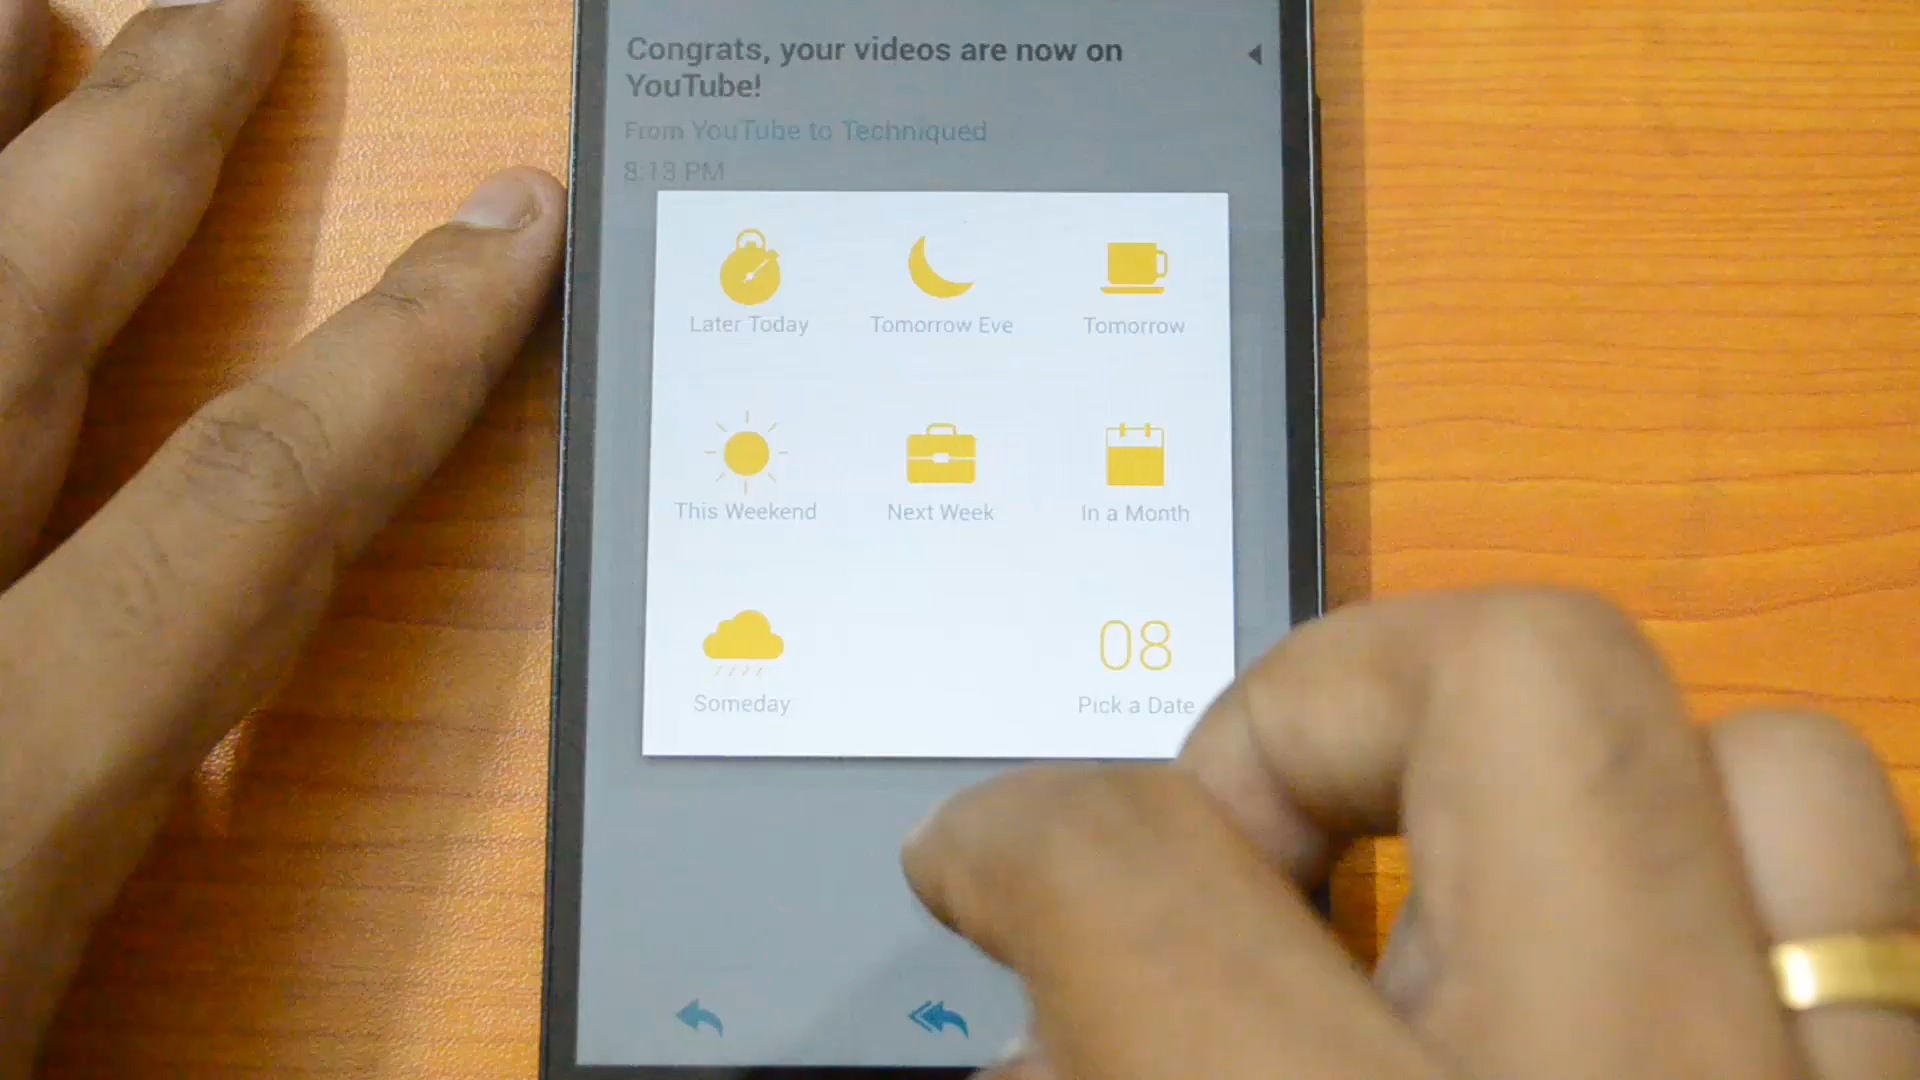 Congrats, your videos are now on
YouTube!
From YouTube to Techniqued
8:13 PM
Later Today
Tomorrow Eve
Tomorrow
This Weekend
Next Week
In a Month
Someday
08
Pick a Date